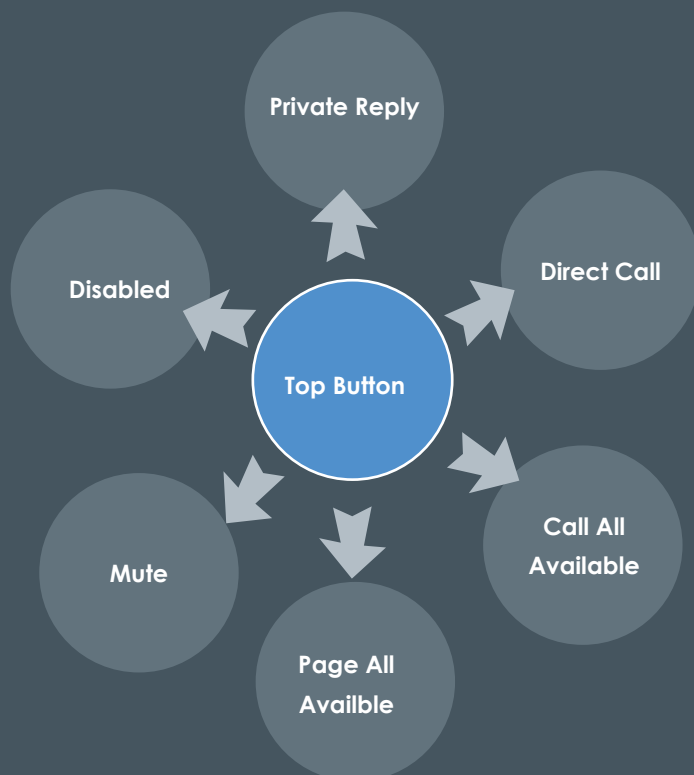 Private Reply
Direct Call
Disabled
Top Button
Call All
Available
Mute
Page All
Availble